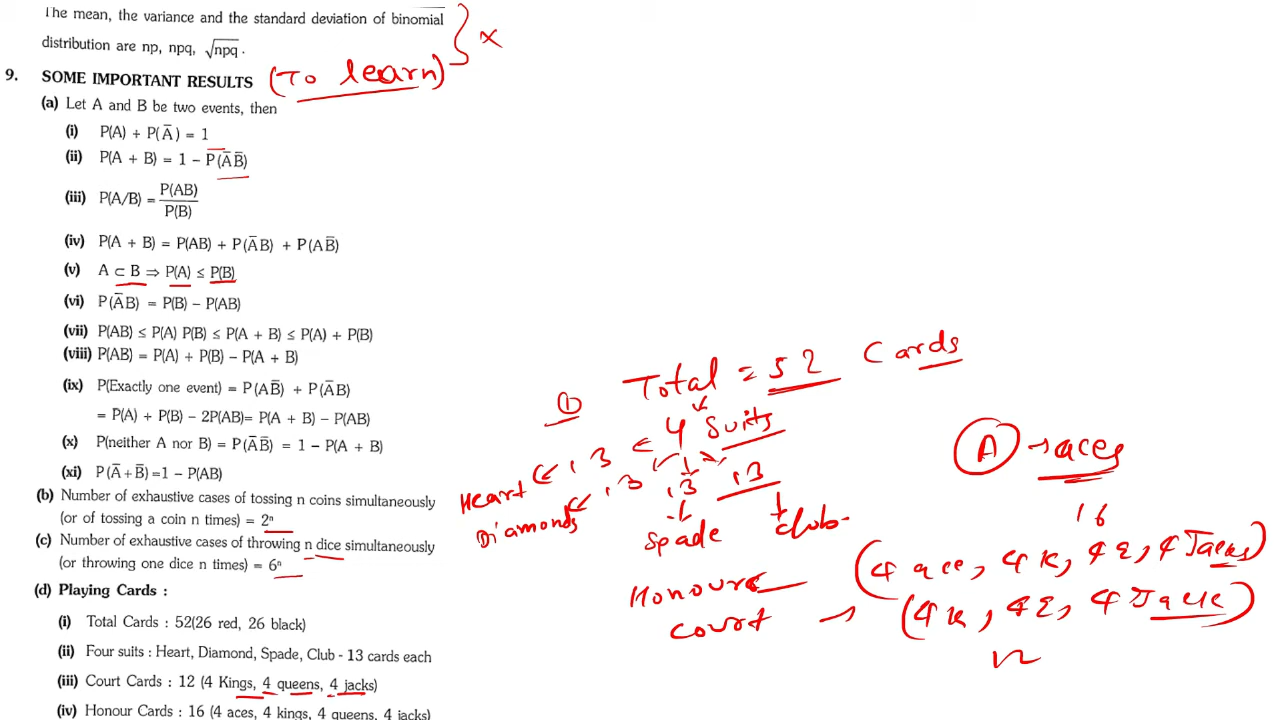 The mean, the variance and the standard deviation of binomial
distribution are np, npq, √npq .
9. SOME IMPORTANT RESULTS (To learn) } ×
(a) Let A and B be two events, then
(i) P(A) + P(A̅) = 1
(ii) P(A + B) = 1 − P(A̅ B̅)
(iii) P(A/B) = P(AB)/P(B)
(iv) P(A + B) = P(AB) + P(A̅ B) + P(A B̅)
(v) A ⊂ B ⇒ P(A) ≤ P(B)
(vi) P(A̅ B) = P(B) − P(AB)
(vii) P(AB) ≤ P(A) P(B) ≤ P(A + B) ≤ P(A) + P(B)
(viii) P(AB) = P(A) + P(B) − P(A + B)
(ix) P(Exactly one event) = P(A B̅) + P(A̅ B)
= P(A) + P(B) − 2P(AB)= P(A + B) − P(AB)
(x) P(neither A nor B) = P(A̅ B̅) = 1 − P(A + B)
(xi) P(A̅ + B̅) =1 − P(AB)
(b) Number of exhaustive cases of tossing n coins simultaneously
(or of tossing a coin n times) = 2ⁿ
(c) Number of exhaustive cases of throwing n dice simultaneously
(or throwing one dice n times) = 6ⁿ
(d) Playing Cards :
(i) Total Cards : 52(26 red, 26 black)
(ii) Four suits : Heart, Diamond, Spade, Club - 13 cards each
(iii) Court Cards : 12 (4 Kings, 4 queens, 4 jacks)
(iv) Honour Cards : 16 (4 aces, 4 kings, 4 queens, 4 jacks)
① Total = 52 Cards
4 Suits
Heart ← 13 ←
Diamonds ← 13 13 13
Spade club
(A) → aces
16
Honours (4 ace, 4 K, 4 Q, 4 Jacks)
court → (4 K, 4 Q, 4 Jack)
12